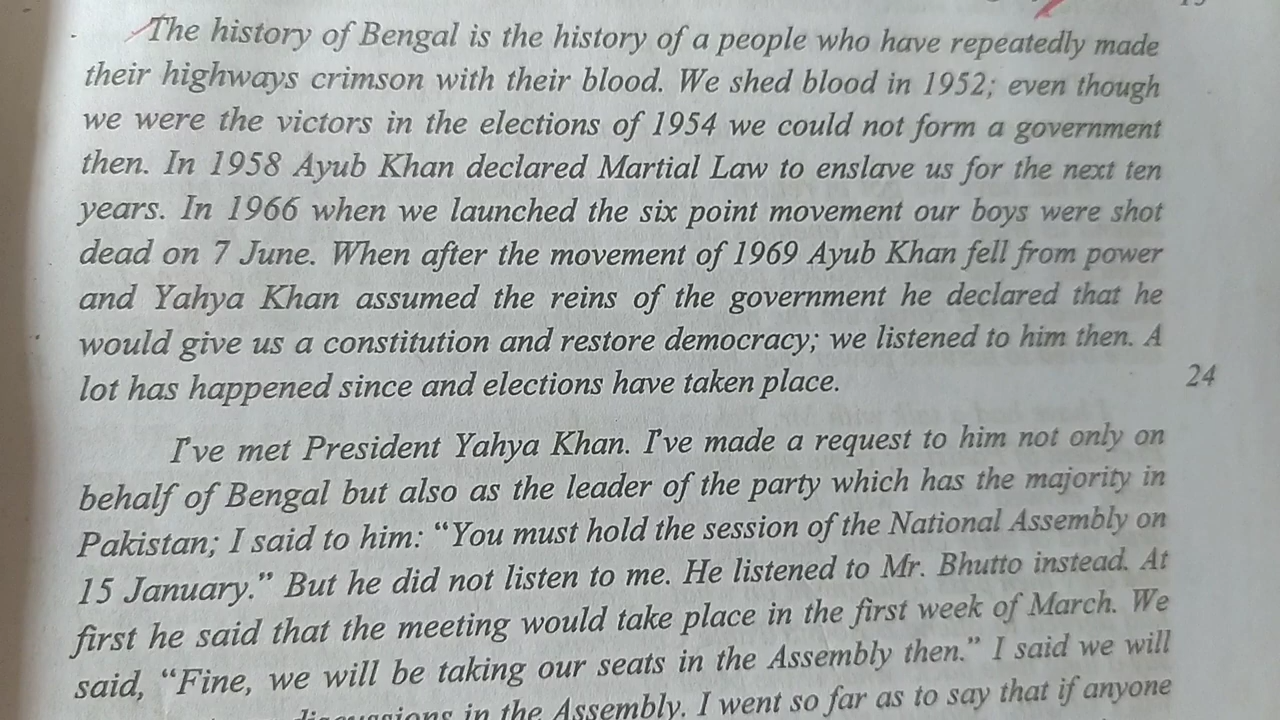 The history of Bengal is the history of a people who have repeatedly made
their highways crimson with their blood. We shed blood in 1952; even though
we were the victors in the elections of 1954 we could not form a government
then. In 1958 Ayub Khan declared Martial Law to enslave us for the next ten
years. In 1966 when we launched the six point movement our boys were shot
dead on 7 June. When after the movement of 1969 Ayub Khan fell from power
and Yahya Khan assumed the reins of the government he declared that he
would give us a constitution and restore democracy; we listened to him then. A
lot has happened since and elections have taken place. 24
I've met President Yahya Khan. I've made a request to him not only on
behalf of Bengal but also as the leader of the party which has the majority in
Pakistan; I said to him: “You must hold the session of the National Assembly on
15 January.” But he did not listen to me. He listened to Mr. Bhutto instead. At
first he said that the meeting would take place in the first week of March. We
said, “Fine, we will be taking our seats in the Assembly then.” I said we will
in the Assembly. I went so far as to say that if anyone